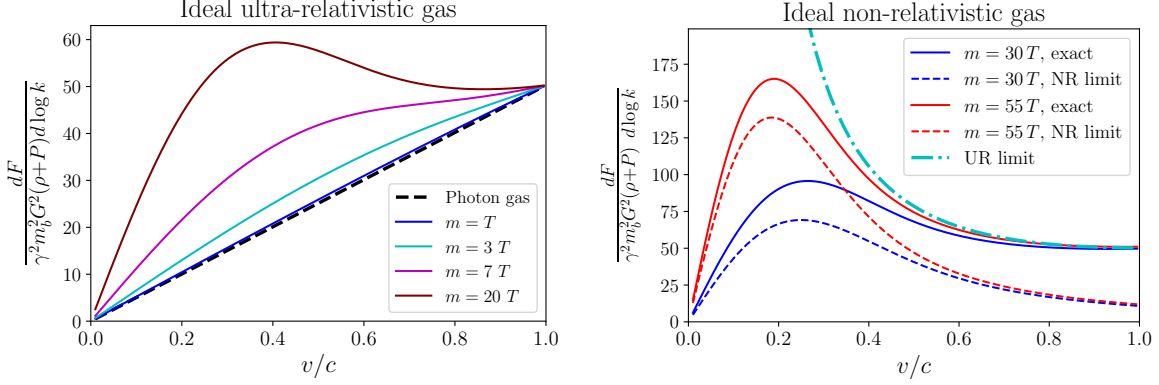 Ideal ultra-relativistic gas
dF
γ²m_b²G²(ρ+P)d log k
60
50
40
30
20
10
0
Photon gas
m = T
m = 3 T
m = 7 T
m = 20 T
0.0 0.2 0.4 0.6 0.8 1.0
v/c
Ideal non-relativistic gas
dF
γ²m_b²G²(ρ+P) d log k
175
150
125
100
75
50
25
0
m = 30 T, exact
m = 30 T, NR limit
m = 55 T, exact
m = 55 T, NR limit
UR limit
0.0 0.2 0.4 0.6 0.8 1.0
v/c